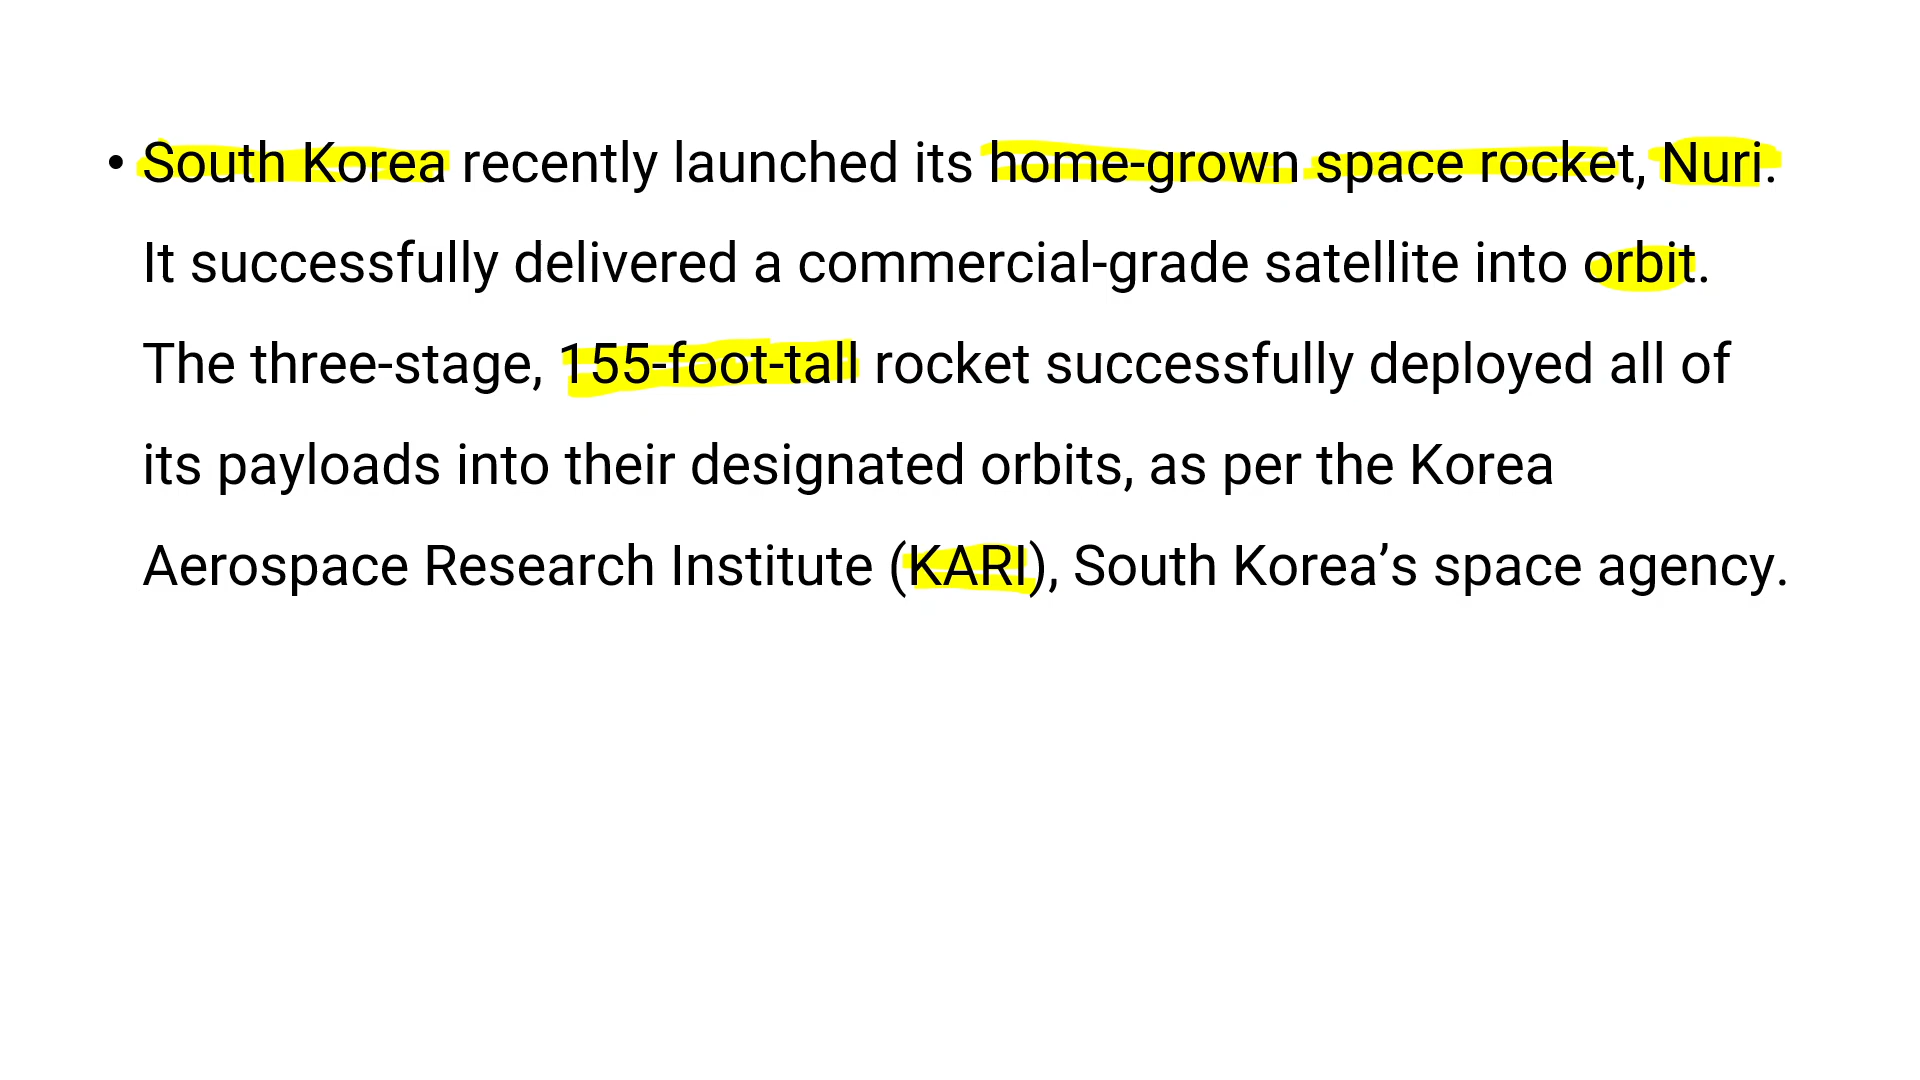 • South Korea recently launched its home-grown space rocket, Nuri.
It successfully delivered a commercial-grade satellite into orbit.
The three-stage, 155-foot-tall rocket successfully deployed all of
its payloads into their designated orbits, as per the Korea
Aerospace Research Institute (KARI), South Korea’s space agency.